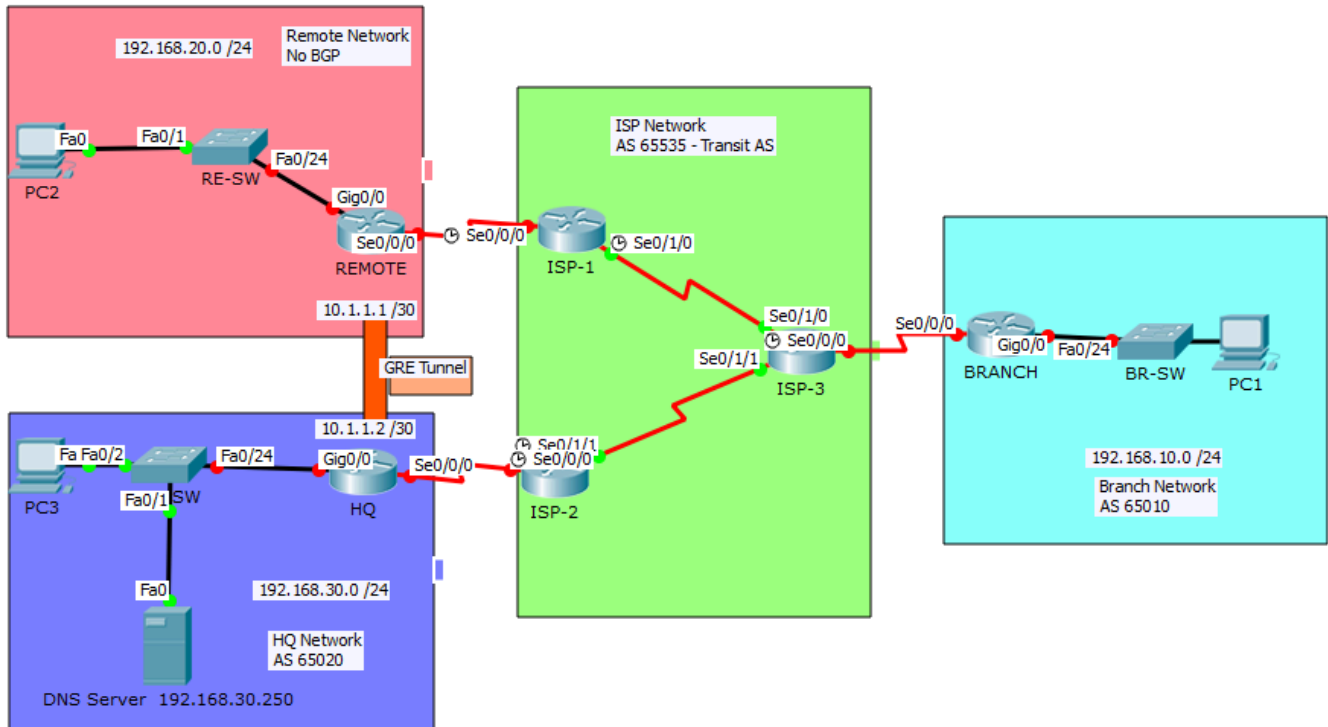 192.168.20.0 /24
Remote Network
No BGP
Fa0
Fa0/1
PC2
RE-SW
Fa0/24
Gig0/0
Se0/0/0
REMOTE
10.1.1.1 /30
GRE Tunnel
10.1.1.2 /30
ISP Network
AS 65535 - Transit AS
Se0/0/0
Se0/1/0
ISP-1
Se0/1/0
Se0/0/0
Se0/1/1
ISP-3
Se0/1/1
Se0/0/0
ISP-2
Se0/0/0
Gig0/0
BRANCH
Fa0/24
BR-SW
PC1
192.168.10.0 /24
Branch Network
AS 65010
Fa
Fa0/2
PC3
Fa0/24
Fa0/1
SW
Gig0/0
Se0/0/0
HQ
Fa0
192.168.30.0 /24
HQ Network
AS 65020
DNS Server 192.168.30.250